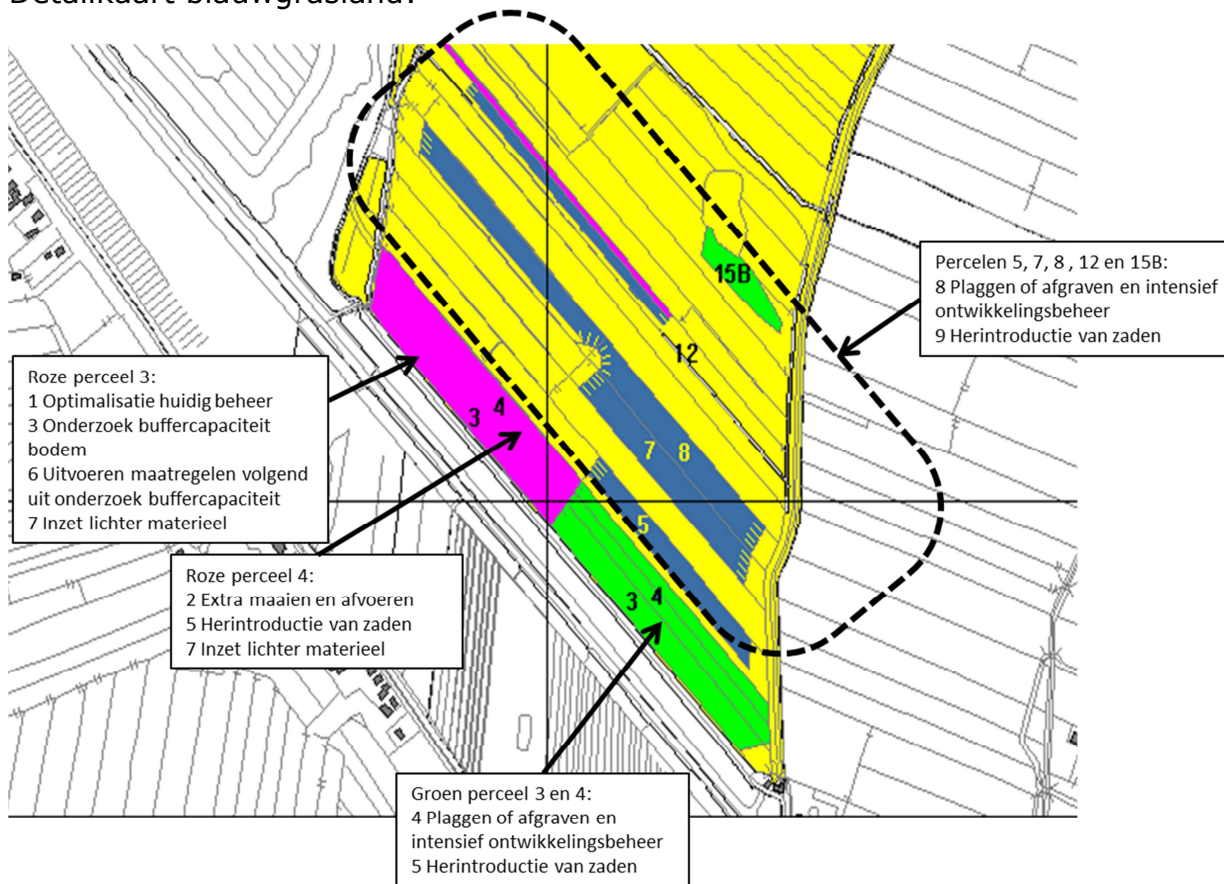 Detailkaart blauwgrasland:
15B
12
3 4
7 8
5
3 4
Percelen 5, 7, 8 , 12 en 15B:
8 Plaggen of afgraven en intensief
ontwikkelingsbeheer
9 Herintroductie van zaden
Roze perceel 3:
1 Optimalisatie huidig beheer
3 Onderzoek buffercapaciteit
bodem
6 Uitvoeren maatregelen volgend
uit onderzoek buffercapaciteit
7 Inzet lichter materieel
Roze perceel 4:
2 Extra maaien en afvoeren
5 Herintroductie van zaden
7 Inzet lichter materieel
Groen perceel 3 en 4:
4 Plaggen of afgraven en
intensief ontwikkelingsbeheer
5 Herintroductie van zaden